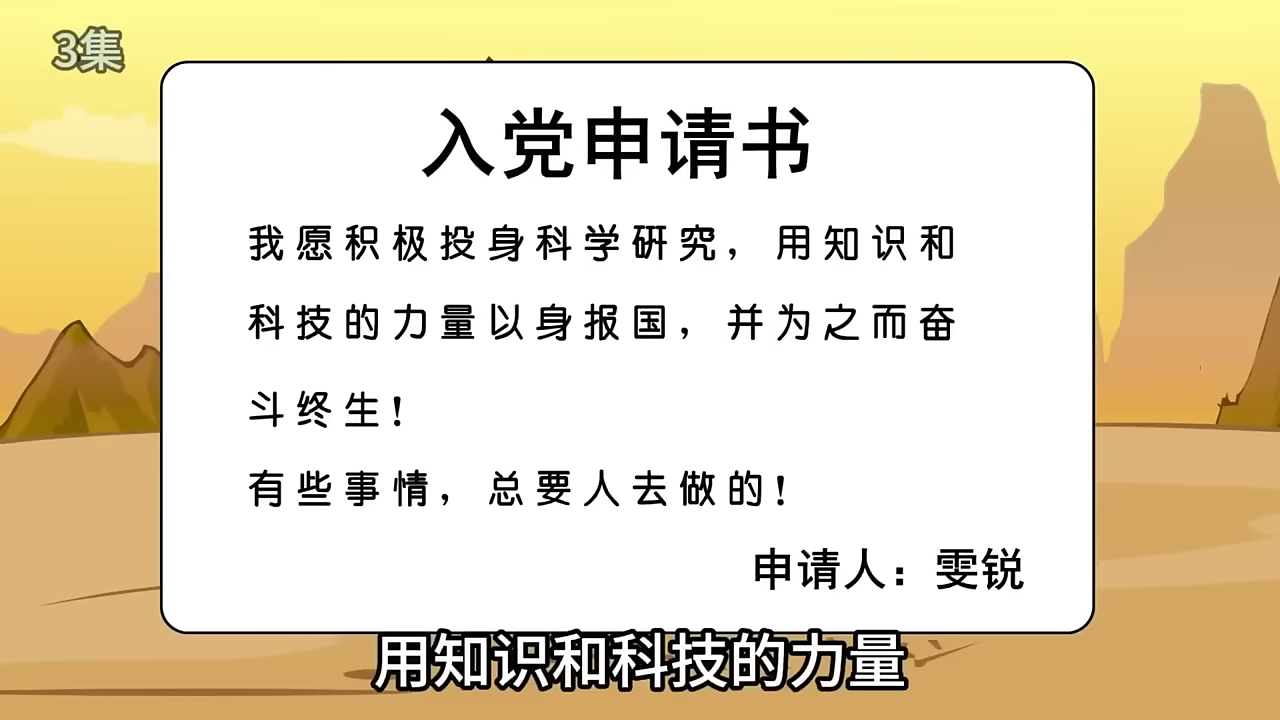 3集
入党申请书
我愿积极投身科学研究，用知识和
科技的力量以身报国，并为之而奋
斗终生！
有些事情，总要人去做的！
申请人：雯锐
用知识和科技的力量